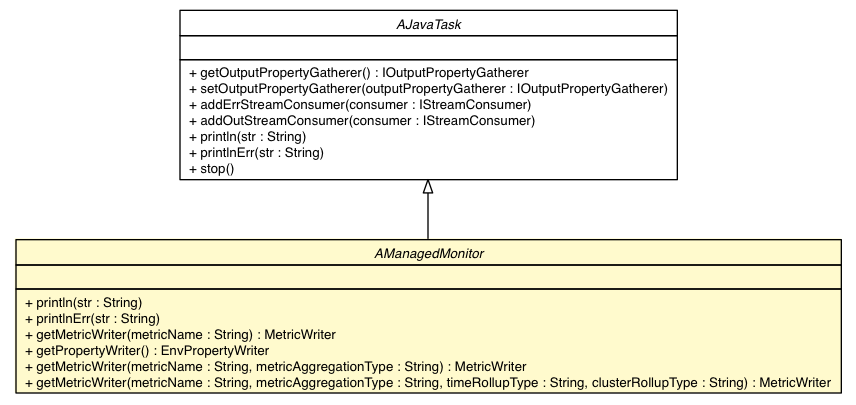 AJavaTask
+ getOutputPropertyGatherer() : IOutputPropertyGatherer
+ setOutputPropertyGatherer(outputPropertyGatherer : IOutputPropertyGatherer)
+ addErrStreamConsumer(consumer : IStreamConsumer)
+ addOutStreamConsumer(consumer : IStreamConsumer)
+ println(str : String)
+ printlnErr(str : String)
+ stop()
AManagedMonitor
+ println(str : String)
+ printlnErr(str : String)
+ getMetricWriter(metricName : String) : MetricWriter
+ getPropertyWriter() : EnvPropertyWriter
+ getMetricWriter(metricName : String, metricAggregationType : String) : MetricWriter
+ getMetricWriter(metricName : String, metricAggregationType : String, timeRollupType : String, clusterRollupType : String) : MetricWriter